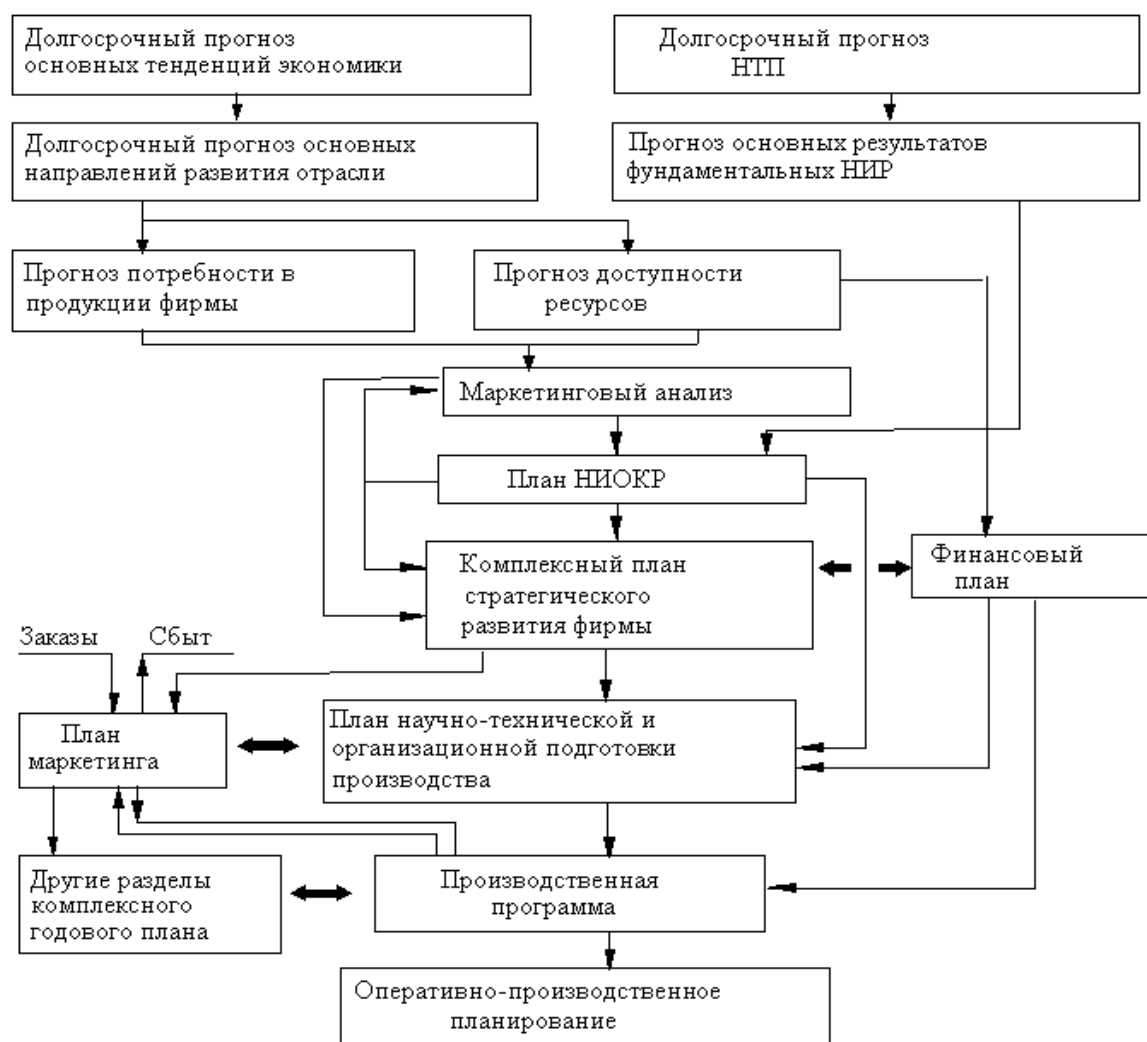 Долгосрочный прогноз
основных тенденций экономики
Долгосрочный прогноз
НТП
Долгосрочный прогноз основных
направлений развития отрасли
Прогноз основных результатов
фундаментальных НИР
Прогноз потребности в
продукции фирмы
Прогноз доступности
ресурсов
Маркетинговый анализ
План НИОКР
Комплексный план
стратегического
развития фирмы
Финансовый
план
Заказы
Сбыт
План
маркетинга
План научно-технической и
организационной подготовки
производства
Другие разделы
комплексного
годового плана
Производственная
программа
Оперативно-производственное
планирование